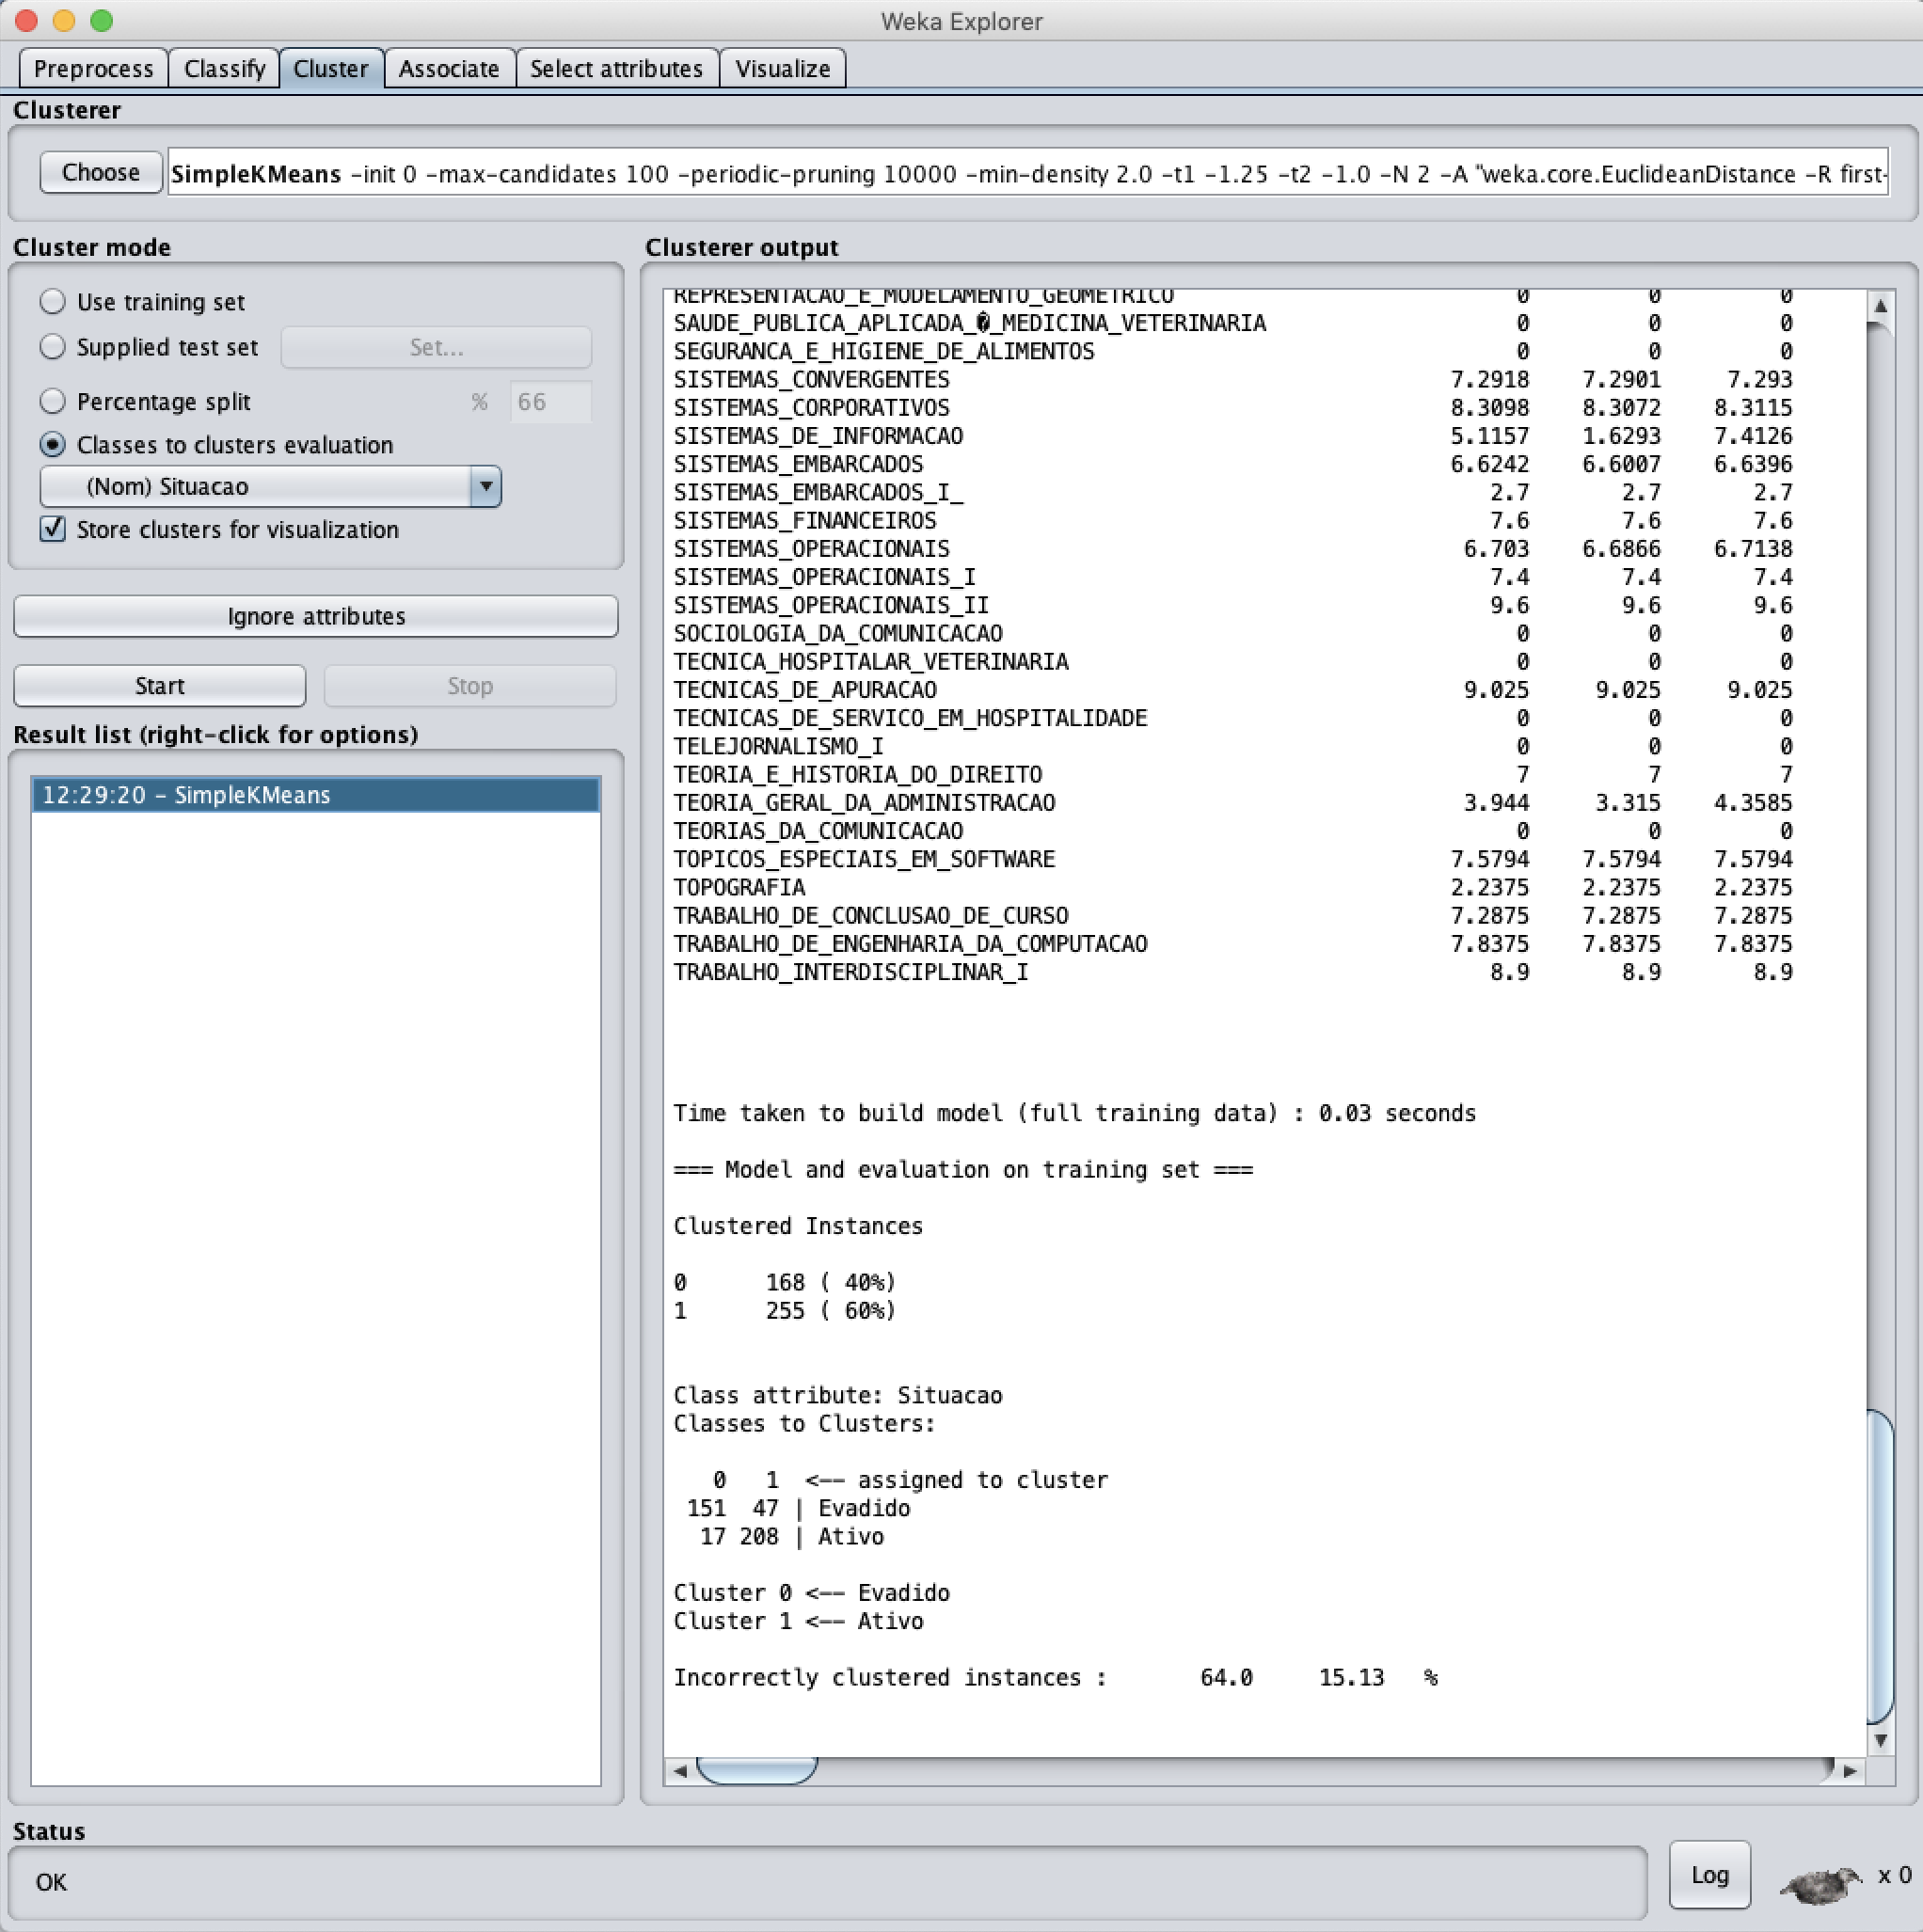 Weka Explorer
Preprocess Classify Cluster Associate Select attributes Visualize
Clusterer
Choose SimpleKMeans -init 0 -max-candidates 100 -periodic-pruning 10000 -min-density 2.0 -t1 -1.25 -t2 -1.0 -N 2 -A "weka.core.EuclideanDistance -R first-
Cluster mode
Use training set
Supplied test set Set...
Percentage split % 66
Classes to clusters evaluation
(Nom) Situacao
Store clusters for visualization
Ignore attributes
Start Stop
Result list (right-click for options)
12:29:20 - SimpleKMeans
Clusterer output
REPRESENTACAO_E_MODELAMENTO_GEOMETRICO 0 0 0
SAUDE_PUBLICA_APLICADA_�_MEDICINA_VETERINARIA 0 0 0
SEGURANCA_E_HIGIENE_DE_ALIMENTOS 0 0 0
SISTEMAS_CONVERGENTES 7.2918 7.2901 7.293
SISTEMAS_CORPORATIVOS 8.3098 8.3072 8.3115
SISTEMAS_DE_INFORMACAO 5.1157 1.6293 7.4126
SISTEMAS_EMBARCADOS 6.6242 6.6007 6.6396
SISTEMAS_EMBARCADOS_I_ 2.7 2.7 2.7
SISTEMAS_FINANCEIROS 7.6 7.6 7.6
SISTEMAS_OPERACIONAIS 6.703 6.6866 6.7138
SISTEMAS_OPERACIONAIS_I 7.4 7.4 7.4
SISTEMAS_OPERACIONAIS_II 9.6 9.6 9.6
SOCIOLOGIA_DA_COMUNICACAO 0 0 0
TECNICA_HOSPITALAR_VETERINARIA 0 0 0
TECNICAS_DE_APURACAO 9.025 9.025 9.025
TECNICAS_DE_SERVICO_EM_HOSPITALIDADE 0 0 0
TELEJORNALISMO_I 0 0 0
TEORIA_E_HISTORIA_DO_DIREITO 7 7 7
TEORIA_GERAL_DA_ADMINISTRACAO 3.944 3.315 4.3585
TEORIAS_DA_COMUNICACAO 0 0 0
TOPICOS_ESPECIAIS_EM_SOFTWARE 7.5794 7.5794 7.5794
TOPOGRAFIA 2.2375 2.2375 2.2375
TRABALHO_DE_CONCLUSAO_DE_CURSO 7.2875 7.2875 7.2875
TRABALHO_DE_ENGENHARIA_DA_COMPUTACAO 7.8375 7.8375 7.8375
TRABALHO_INTERDISCIPLINAR_I 8.9 8.9 8.9
Time taken to build model (full training data) : 0.03 seconds
=== Model and evaluation on training set ===
Clustered Instances
0 168 ( 40%)
1 255 ( 60%)
Class attribute: Situacao
Classes to Clusters:
0 1 <-- assigned to cluster
151 47 | Evadido
17 208 | Ativo
Cluster 0 <-- Evadido
Cluster 1 <-- Ativo
Incorrectly clustered instances : 64.0 15.13 %
Status
OK
Log x 0